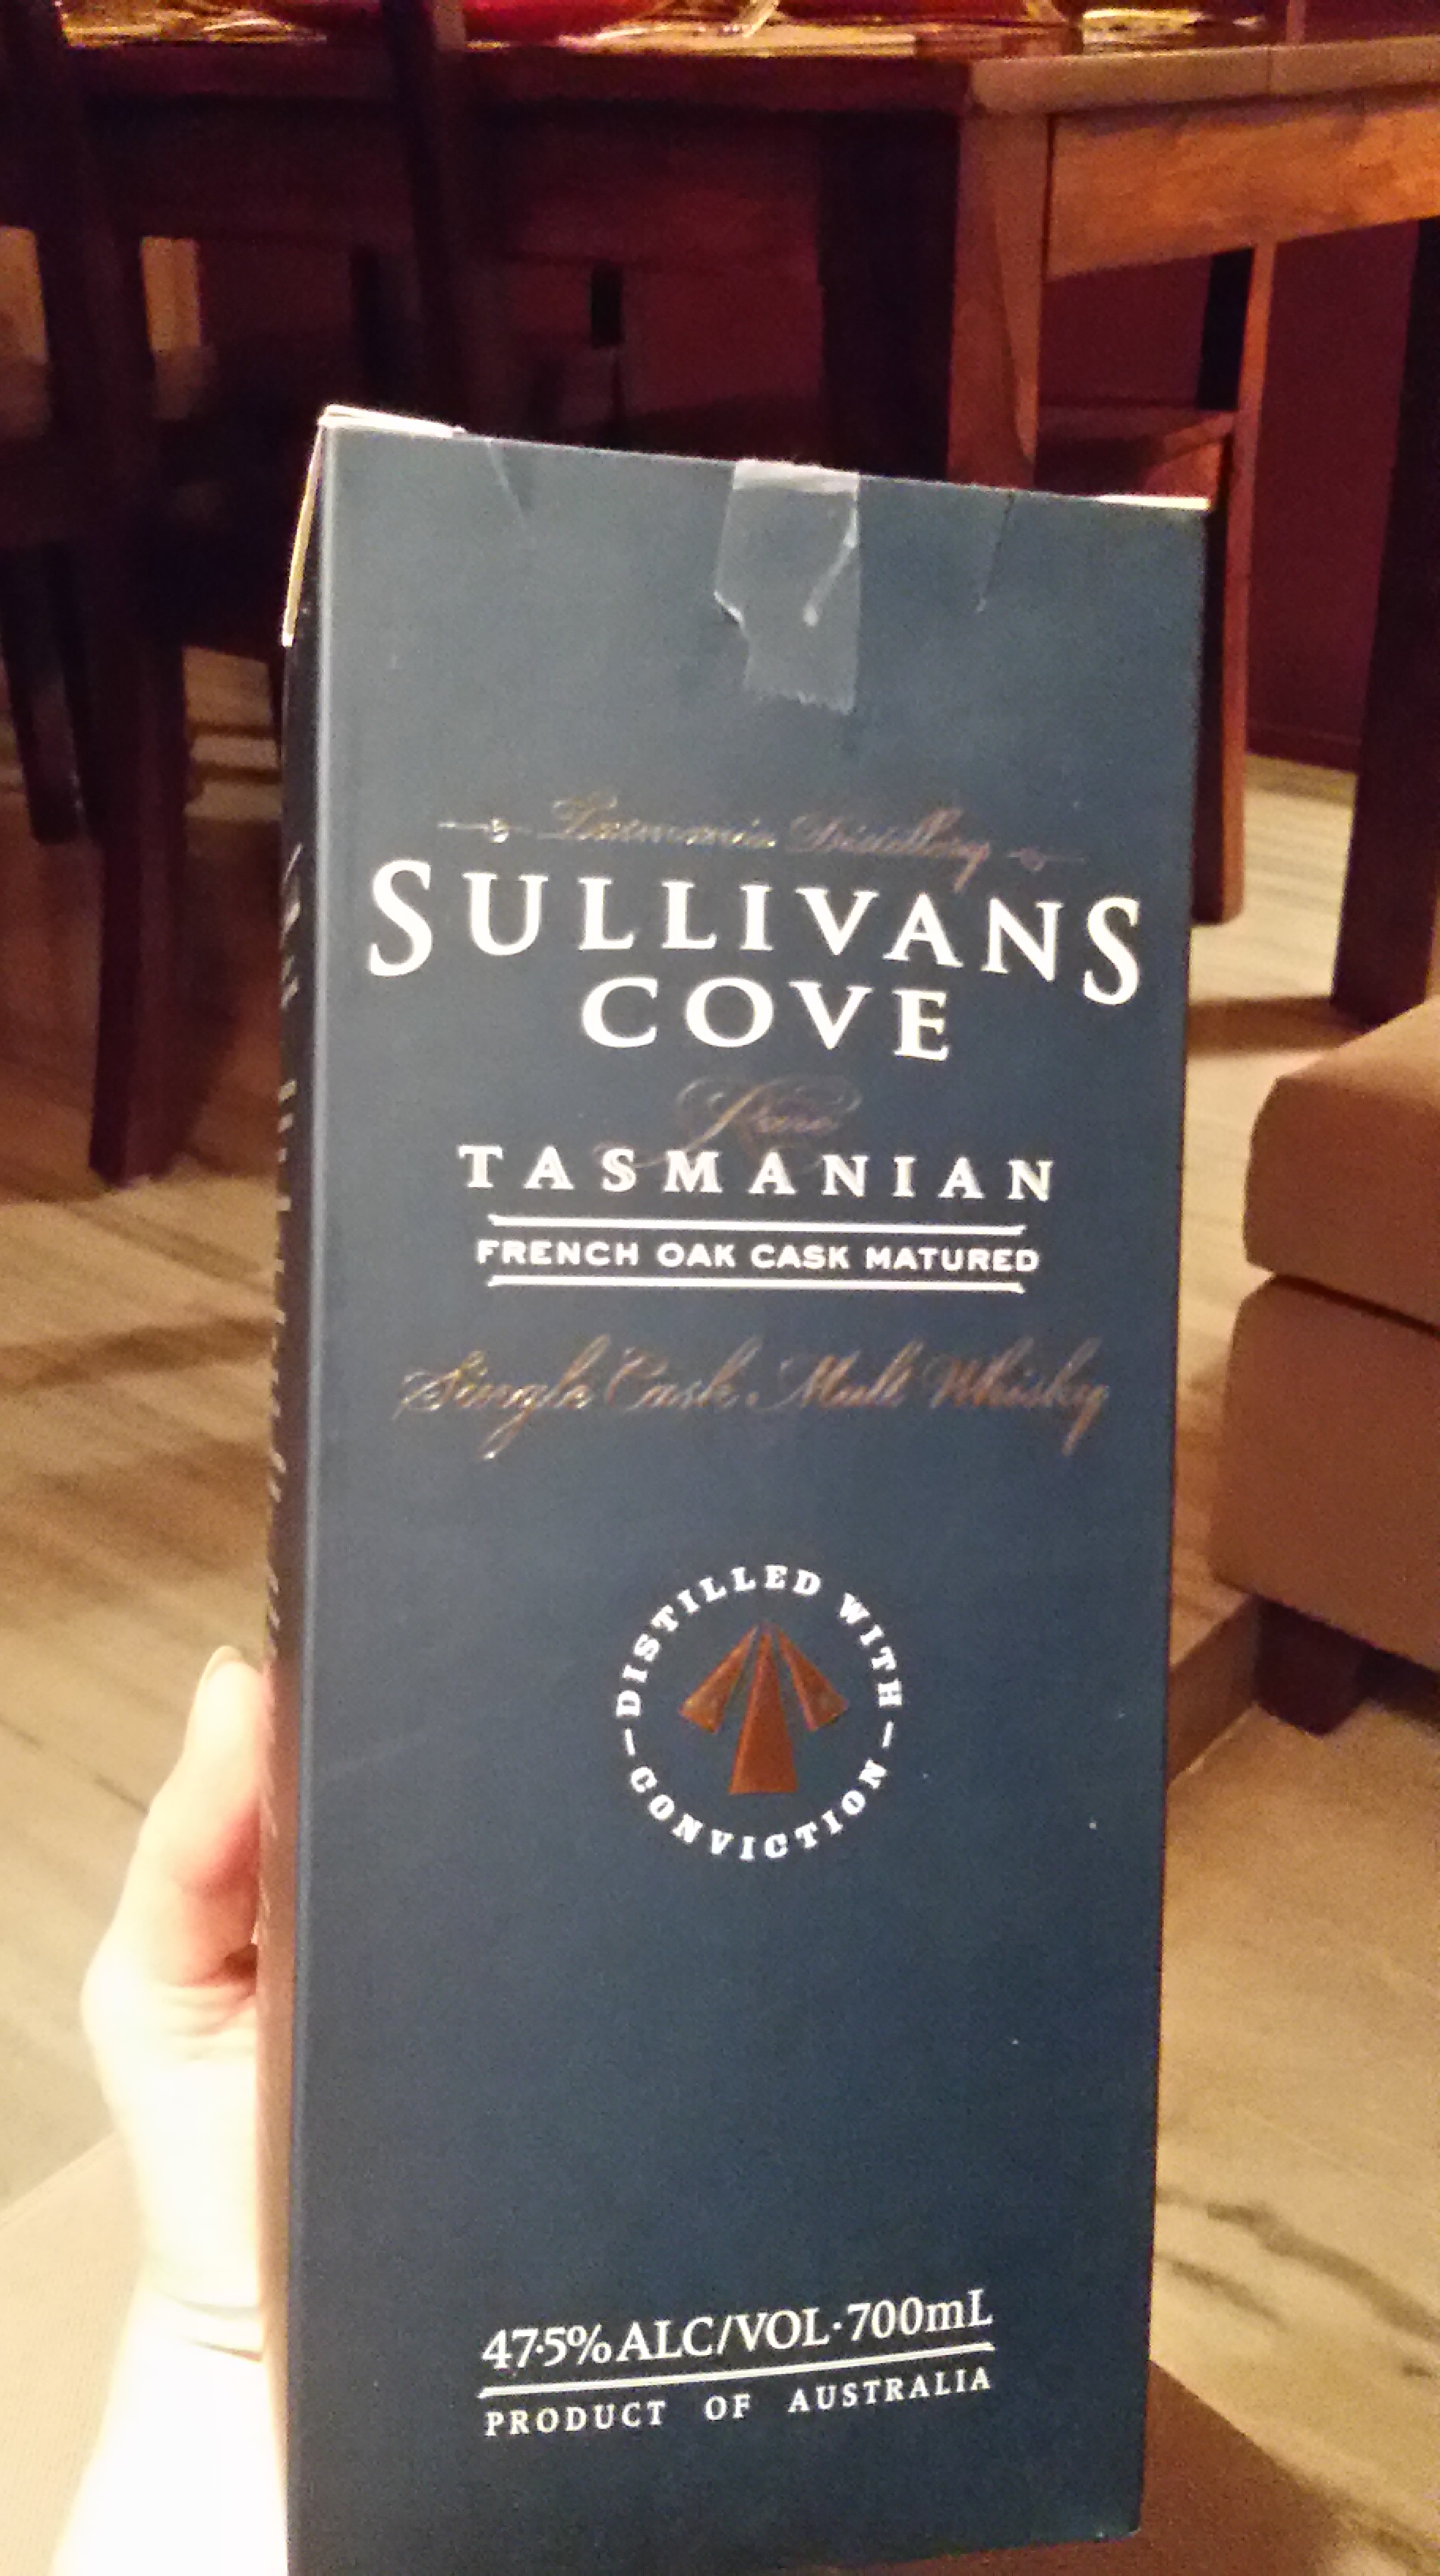 Tasmania Distillery
SULLIVANS
COVE
Rare
TASMANIAN
FRENCH OAK CASK MATURED
Single Cask Malt Whisky
DISTILLED WITH
CONVICTION
47·5% ALC/VOL·700mL
PRODUCT OF AUSTRALIA